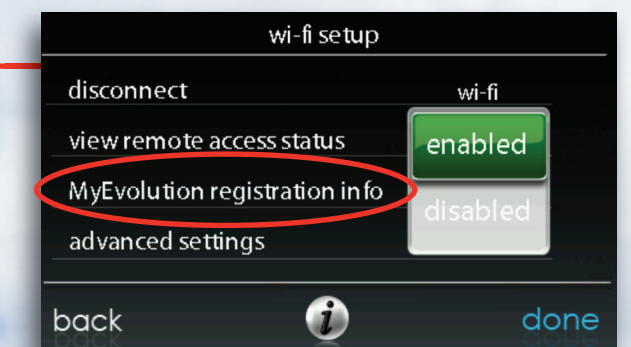 wi-fi setup
disconnect
wi-fi
view remote access status
enabled
MyEvolution registration info
disabled
advanced settings
back
i
done